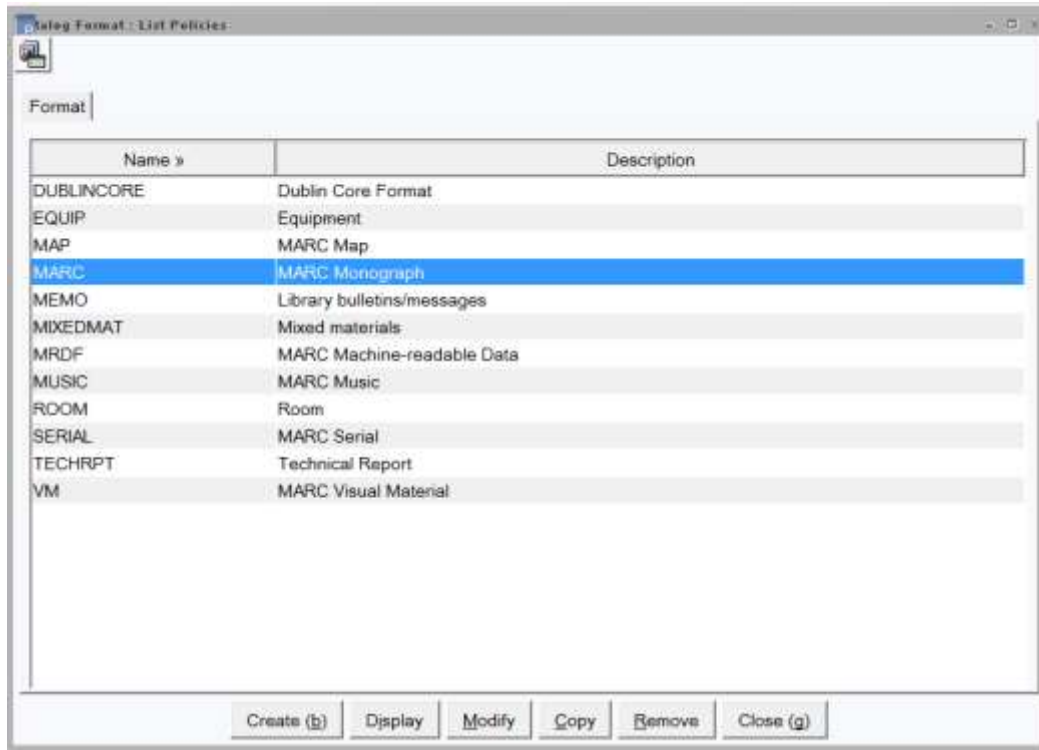 talog Format : List Policies
Format
Name » Description
DUBLINCORE Dublin Core Format
EQUIP Equipment
MAP MARC Map
MARC MARC Monograph
MEMO Library bulletins/messages
MIXEDMAT Mixed materials
MRDF MARC Machine-readable Data
MUSIC MARC Music
ROOM Room
SERIAL MARC Serial
TECHRPT Technical Report
VM MARC Visual Material
Create (b) Display Modify Copy Remove Close (g)